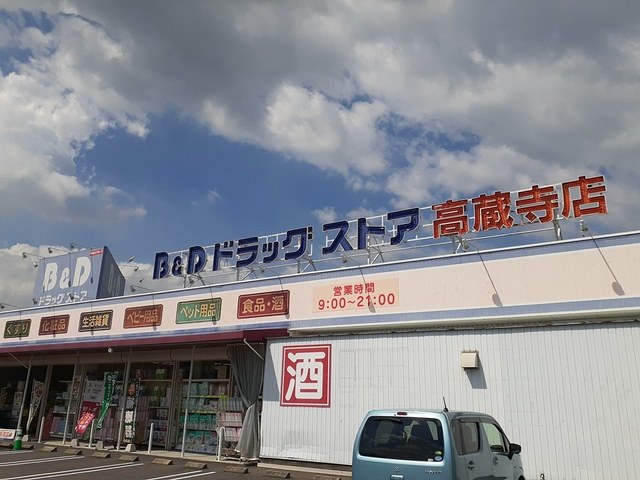 B&Dドラッグストア高蔵寺店
B&D
ドラッグストア
営業時間
9:00～21:00
くすり
化粧品
生活雑貨
ベビー用品
ペット用品
食品・酒
酒